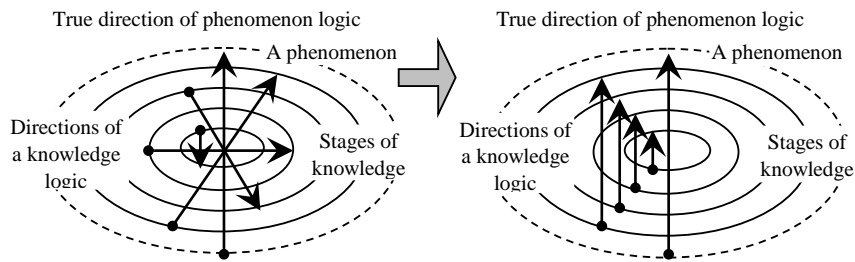 True direction of phenomenon logic
A phenomenon
Directions of
a knowledge
logic
Stages of
knowledge
True direction of phenomenon logic
A phenomenon
Directions of
a knowledge
logic
Stages of
knowledge